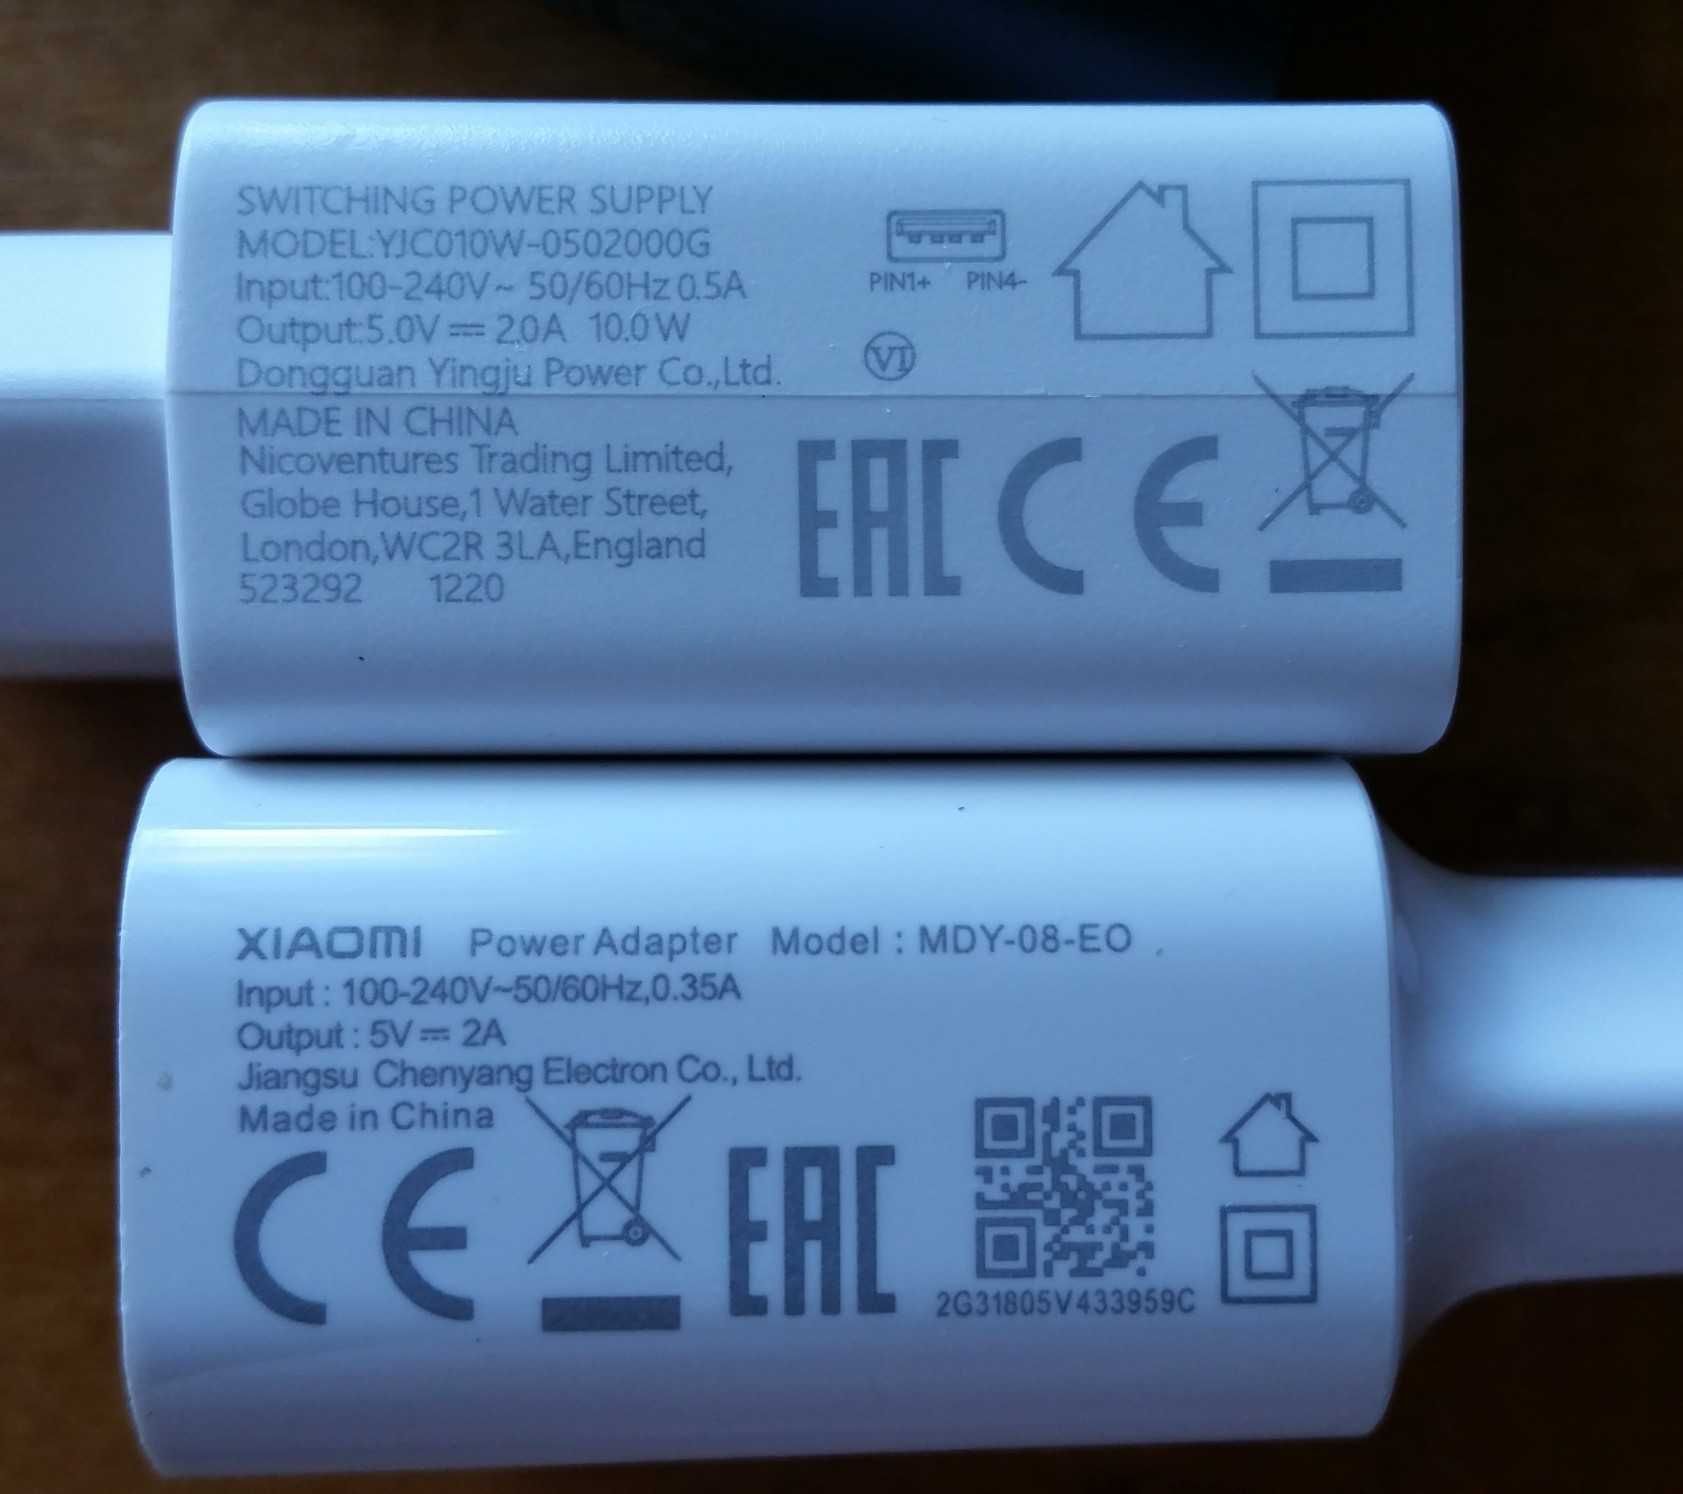 SWITCHING POWER SUPPLY
MODEL:YJC010W-0502000G
Input:100-240V~ 50/60Hz 0.5A
Output:5.0V⎓ 2.0A 10.0W
Dongguan Yingju Power Co.,Ltd.
MADE IN CHINA
Nicoventures Trading Limited,
Globe House,1 Water Street,
London,WC2R 3LA,England
523292 1220
PIN1+ PIN4-
VI
EAC CE
XIAOMI Power Adapter Model : MDY-08-EO
Input : 100-240V~50/60Hz,0.35A
Output : 5V⎓ 2A
Jiangsu Chenyang Electron Co., Ltd.
Made in China
CE EAC
2G31805V433959C